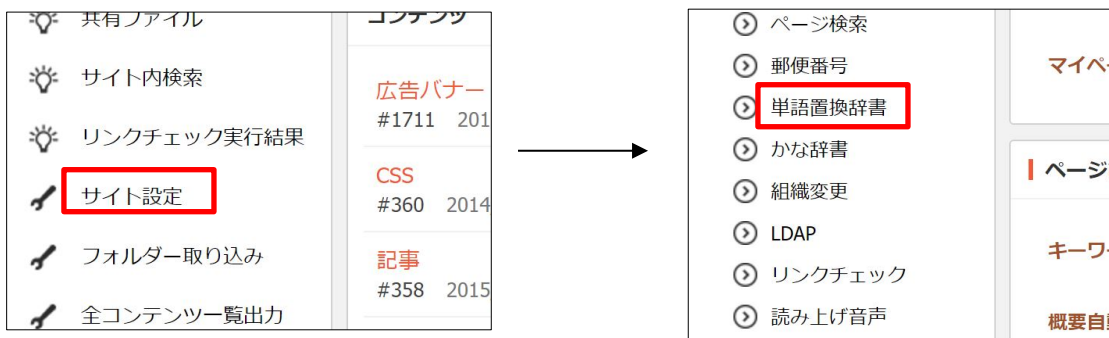 共有ファイル
サイト内検索
リンクチェック実行結果
サイト設定
フォルダー取り込み
全コンテンツ一覧出力
コンテンツ
広告バナー
#1711 201
CSS
#360 2014
記事
#358 2015
ページ検索
郵便番号
単語置換辞書
かな辞書
組織変更
LDAP
リンクチェック
読み上げ音声
マイペ
ページ
キーワ
概要自